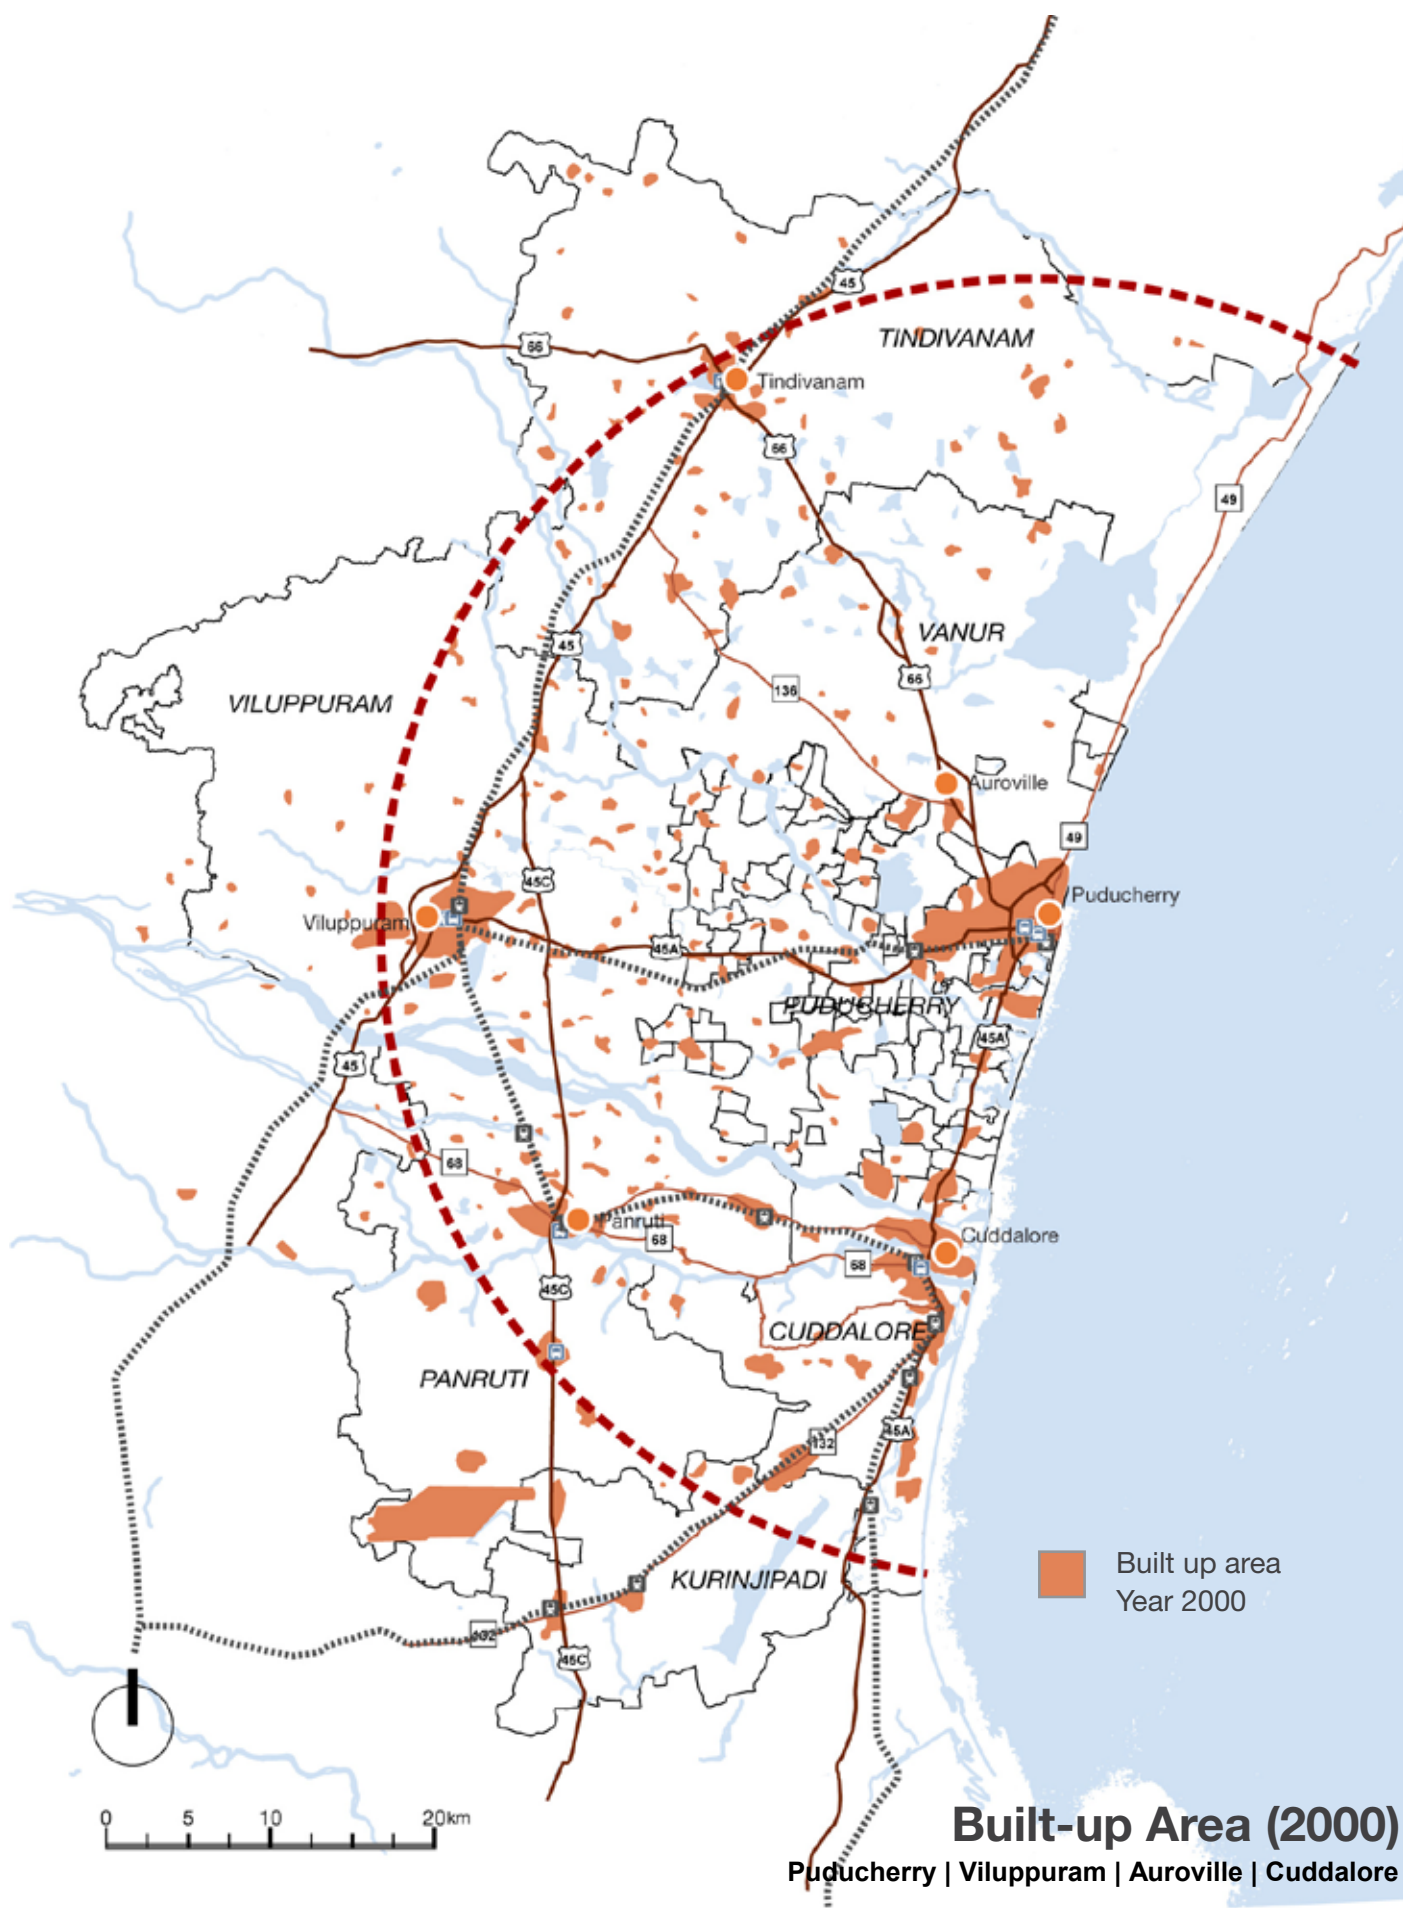 45
TINDIVANAM
66
Tindivanam
66
49
VANUR
45
66
136
VILUPPURAM
Auroville
49
45C
Puducherry
Viluppuram
45A
PUDUCHERRY
45A
45
68
Panruti
68
Cuddalore
68
45C
CUDDALORE
PANRUTI
45A
132
Built up area
Year 2000
KURINJIPADI
45C
0 5 10 20km
Built-up Area (2000)
Puducherry | Viluppuram | Auroville | Cuddalore